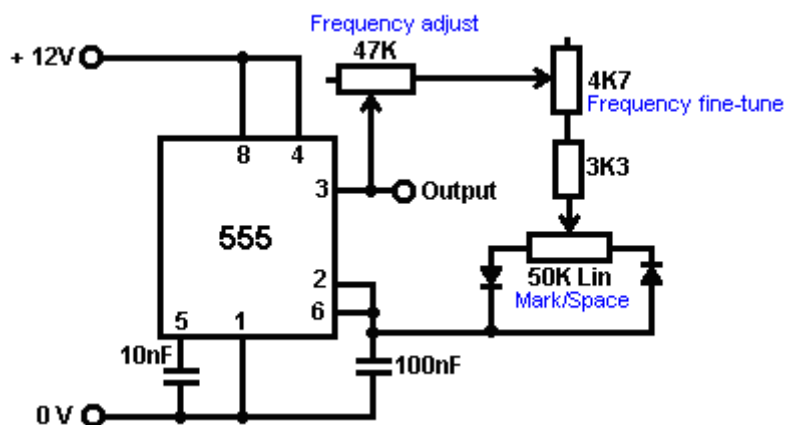 Frequency adjust
47K
+ 12V
4K7
Frequency fine-tune
8
4
3K3
3
Output
555
2
50K Lin
Mark/Space
6
5
1
10nF
100nF
0 V